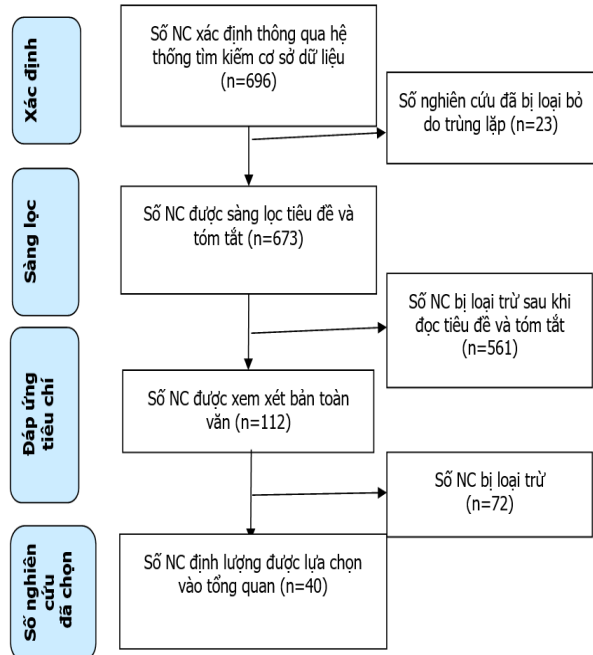 Xác định
Số NC xác định thông qua hệ
thống tìm kiếm cơ sở dữ liệu
(n=696)
Số nghiên cứu đã bị loại bỏ
do trùng lặp (n=23)
Sàng lọc
Số NC được sàng lọc tiêu đề và
tóm tắt (n=673)
Số NC bị loại trừ sau khi
đọc tiêu đề và tóm tắt
(n=561)
Đáp ứng
tiêu chí
Số NC được xem xét bản toàn
văn (n=112)
Số NC bị loại trừ
(n=72)
Số nghiên
cứu
đã chọn
Số NC định lượng được lựa chọn
vào tổng quan (n=40)